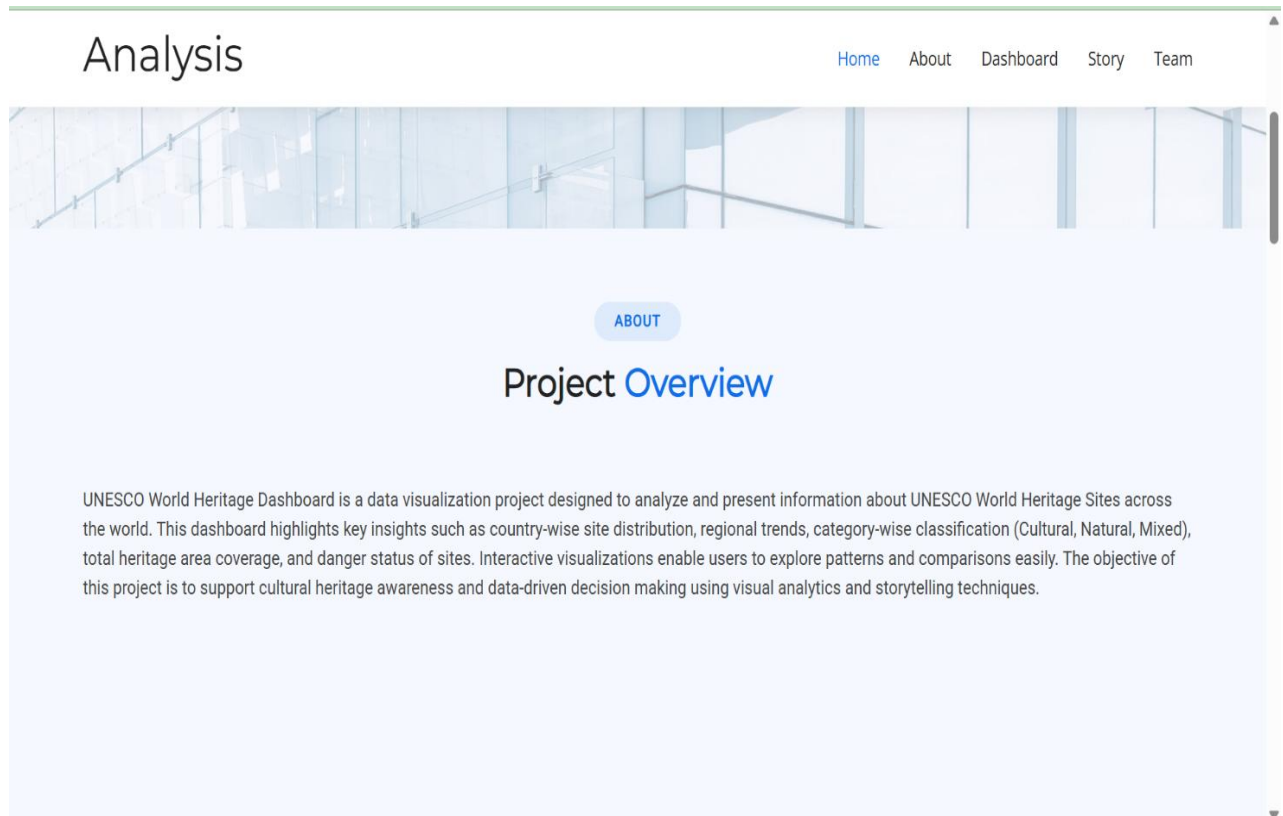 Analysis
Home About Dashboard Story Team
ABOUT
Project Overview
UNESCO World Heritage Dashboard is a data visualization project designed to analyze and present information about UNESCO World Heritage Sites across
the world. This dashboard highlights key insights such as country-wise site distribution, regional trends, category-wise classification (Cultural, Natural, Mixed),
total heritage area coverage, and danger status of sites. Interactive visualizations enable users to explore patterns and comparisons easily. The objective of
this project is to support cultural heritage awareness and data-driven decision making using visual analytics and storytelling techniques.